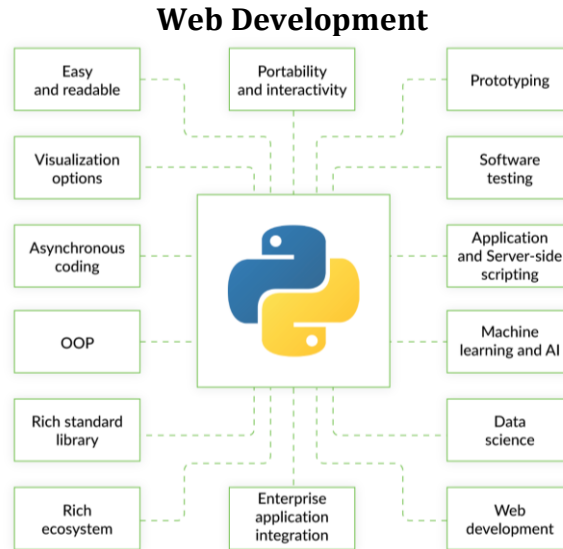 Web Development
Easy
and readable
Portability
and interactivity
Prototyping
Visualization
options
Software
testing
Asynchronous
coding
Application
and Server-side
scripting
OOP
Machine
learning and AI
Rich standard
library
Data
science
Rich
ecosystem
Enterprise
application
integration
Web
development